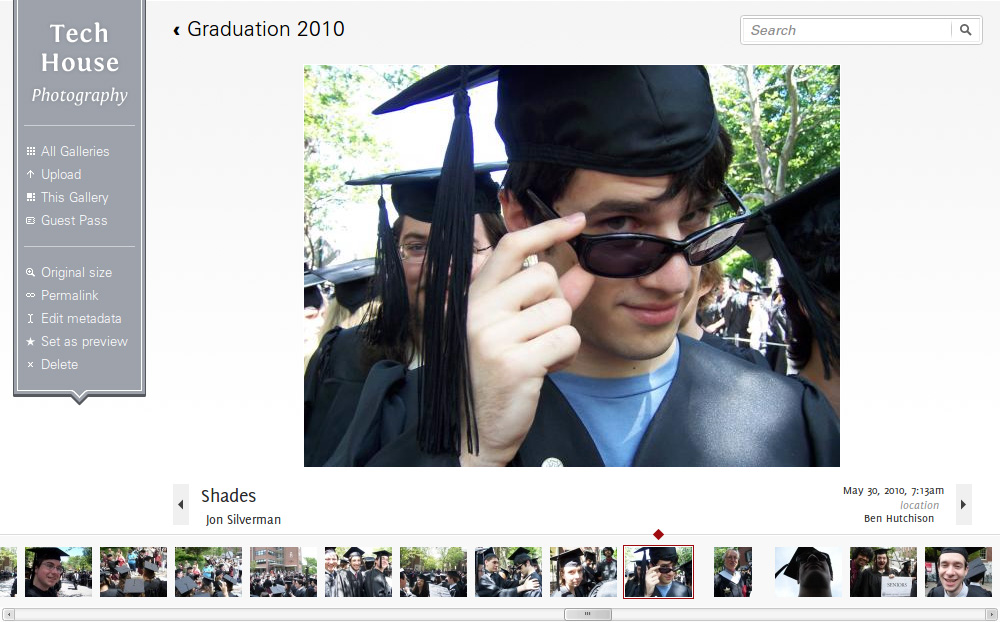 Tech
House
Photography
All Galleries
Upload
This Gallery
Guest Pass
Original size
Permalink
Edit metadata
Set as preview
Delete
Graduation 2010
Search
Shades
Jon Silverman
May 30, 2010, 7:13am
location
Ben Hutchison
SENIORS